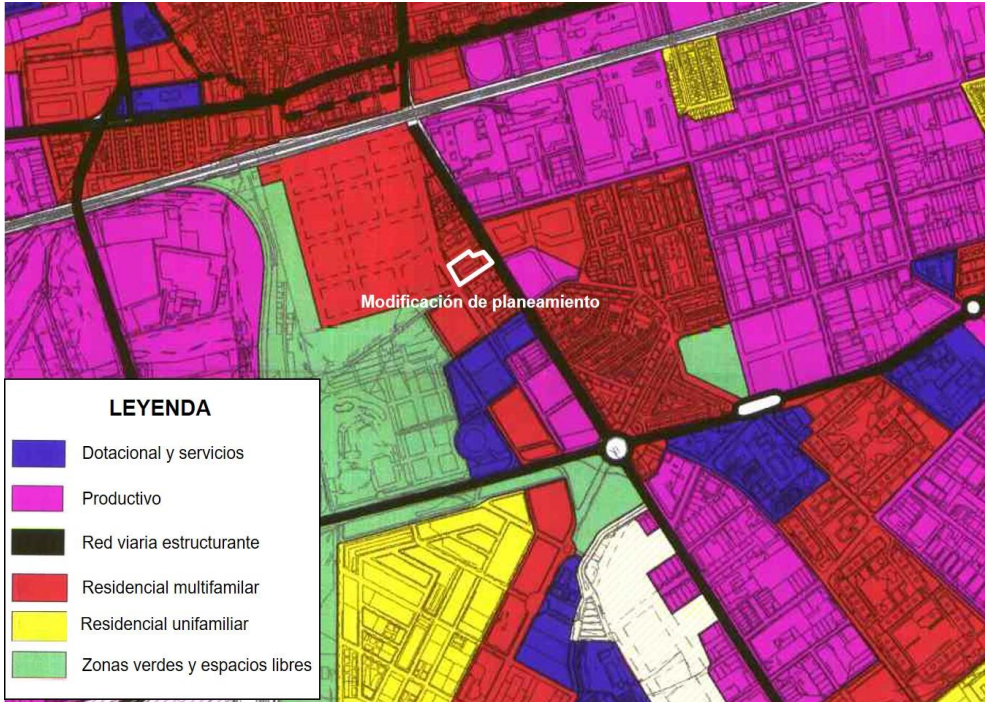 Modificación de planeamiento
LEYENDA
Dotacional y servicios
Productivo
Red viaria estructurante
Residencial multifamilar
Residencial unifamiliar
Zonas verdes y espacios libres